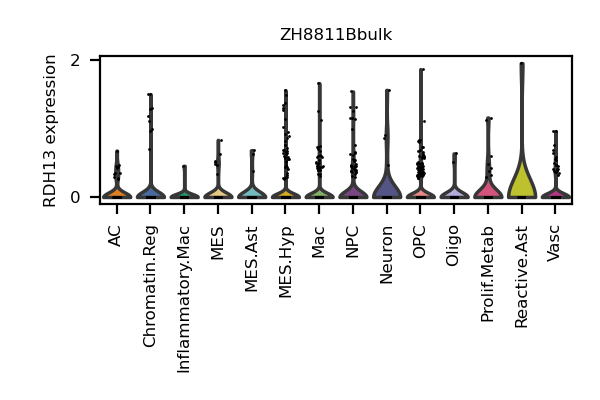 ZH8811Bbulk
RDH13 expression
2
0
AC
Chromatin.Reg
Inflammatory.Mac
MES
MES.Ast
MES.Hyp
Mac
NPC
Neuron
OPC
Oligo
Prolif.Metab
Reactive.Ast
Vasc